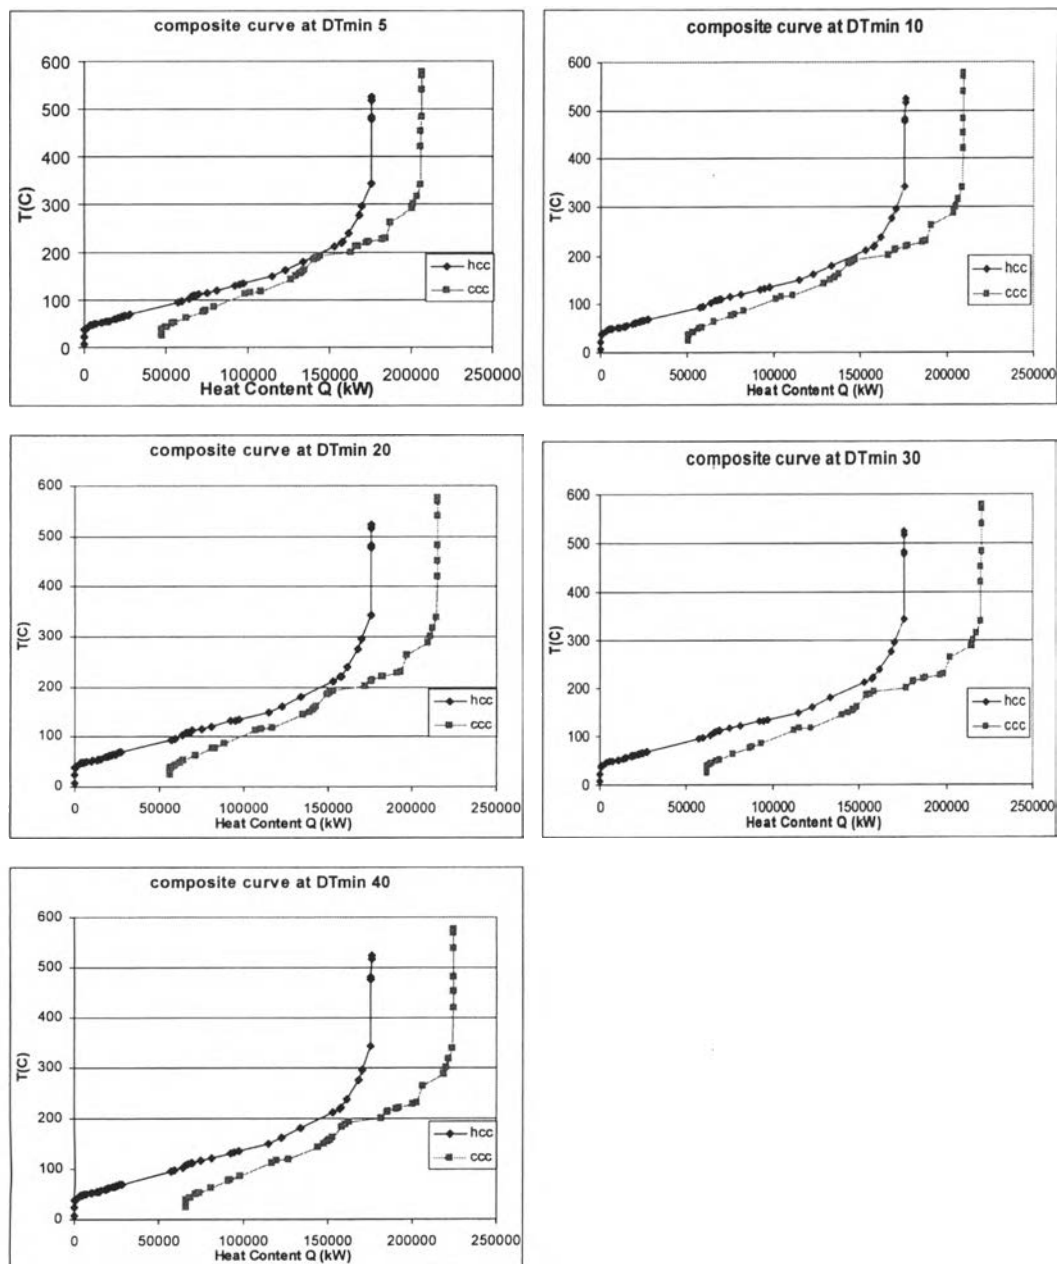 composite curve at DTmin 5
600
500
400
300
200
100
0
T(C)
hcc
ccc
0 50000 100000 150000 200000 250000
Heat Content Q (kW)
composite curve at DTmin 10
600
500
400
300
200
100
0
T(C)
hcc
ccc
0 50000 100000 150000 200000 250000
Heat Content Q (kW)
composite curve at DTmin 20
600
500
400
300
200
100
0
T(C)
hcc
ccc
0 50000 100000 150000 200000 250000
Heat Content Q (kW)
composite curve at DTmin 30
600
500
400
300
200
100
0
T(C)
hcc
ccc
0 50000 100000 150000 200000 250000
Heat Content Q (kW)
composite curve at DTmin 40
600
500
400
300
200
100
0
T(C)
hcc
ccc
0 50000 100000 150000 200000 250000
Heat Content Q (kW)